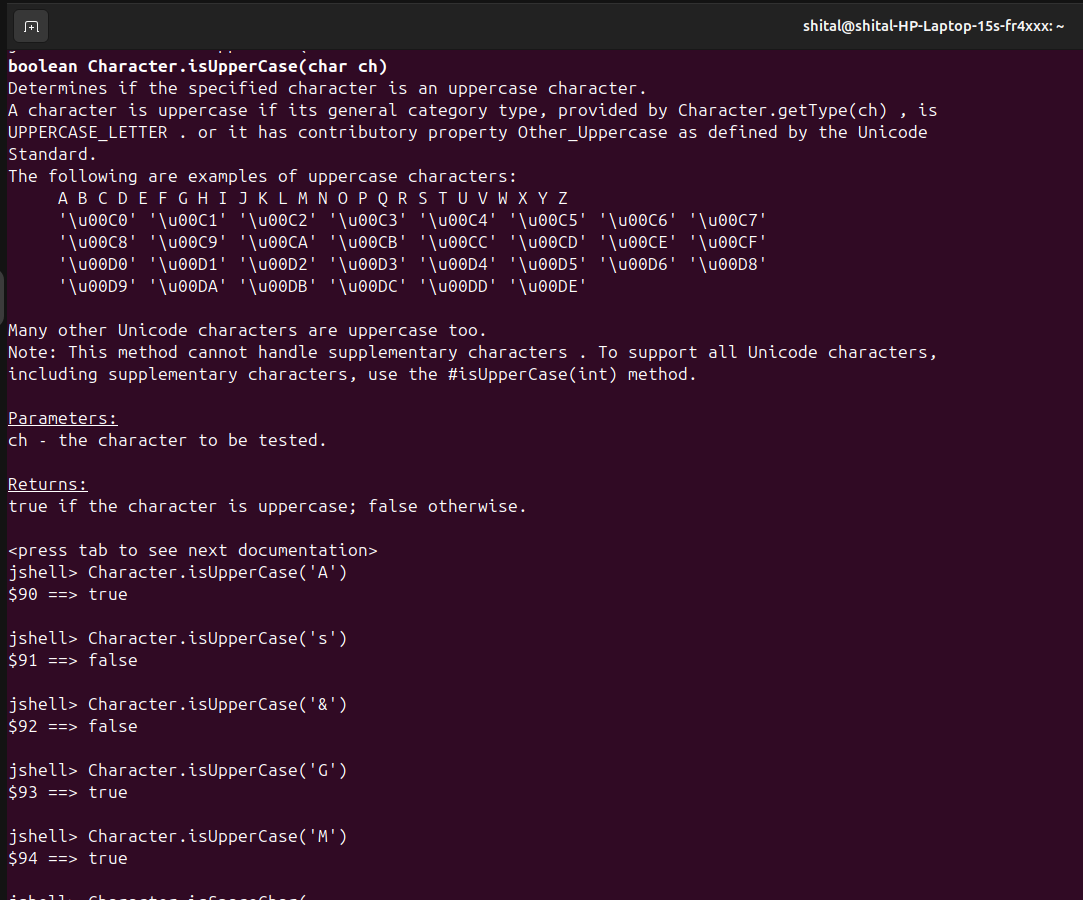 shital@shital-HP-Laptop-15s-fr4xxx: ~
boolean Character.isUpperCase(char ch)
Determines if the specified character is an uppercase character.
A character is uppercase if its general category type, provided by Character.getType(ch) , is
UPPERCASE_LETTER . or it has contributory property Other_Uppercase as defined by the Unicode
Standard.
The following are examples of uppercase characters:
A B C D E F G H I J K L M N O P Q R S T U V W X Y Z
'\u00C0' '\u00C1' '\u00C2' '\u00C3' '\u00C4' '\u00C5' '\u00C6' '\u00C7'
'\u00C8' '\u00C9' '\u00CA' '\u00CB' '\u00CC' '\u00CD' '\u00CE' '\u00CF'
'\u00D0' '\u00D1' '\u00D2' '\u00D3' '\u00D4' '\u00D5' '\u00D6' '\u00D8'
'\u00D9' '\u00DA' '\u00DB' '\u00DC' '\u00DD' '\u00DE'
Many other Unicode characters are uppercase too.
Note: This method cannot handle supplementary characters . To support all Unicode characters,
including supplementary characters, use the #isUpperCase(int) method.
Parameters:
ch - the character to be tested.
Returns:
true if the character is uppercase; false otherwise.
<press tab to see next documentation>
jshell> Character.isUpperCase('A')
$90 ==> true
jshell> Character.isUpperCase('s')
$91 ==> false
jshell> Character.isUpperCase('&')
$92 ==> false
jshell> Character.isUpperCase('G')
$93 ==> true
jshell> Character.isUpperCase('M')
$94 ==> true
jshell> Character.isSpaceChar(